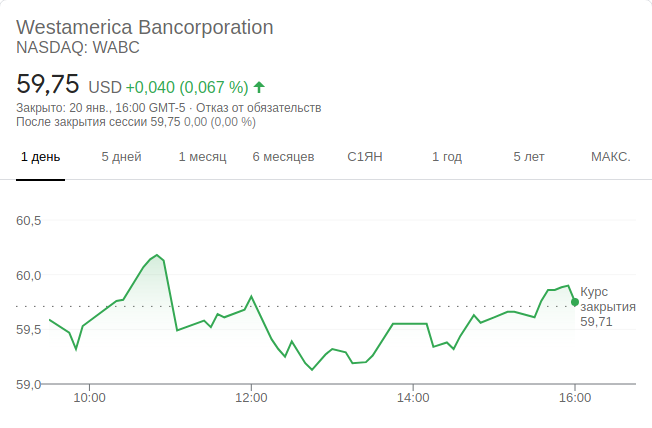 Westamerica Bancorporation
NASDAQ: WABC
59,75 USD +0,040 (0,067 %)
Закрыто: 20 янв., 16:00 GMT-5 · Отказ от обязательств
После закрытия сессии 59,75 0,00 (0,00 %)
1 день 5 дней 1 месяц 6 месяцев С1ЯН 1 год 5 лет МАКС.
60,5
60,0
Курс
закрытия
59,71
59,5
59,0
10:00 12:00 14:00 16:00